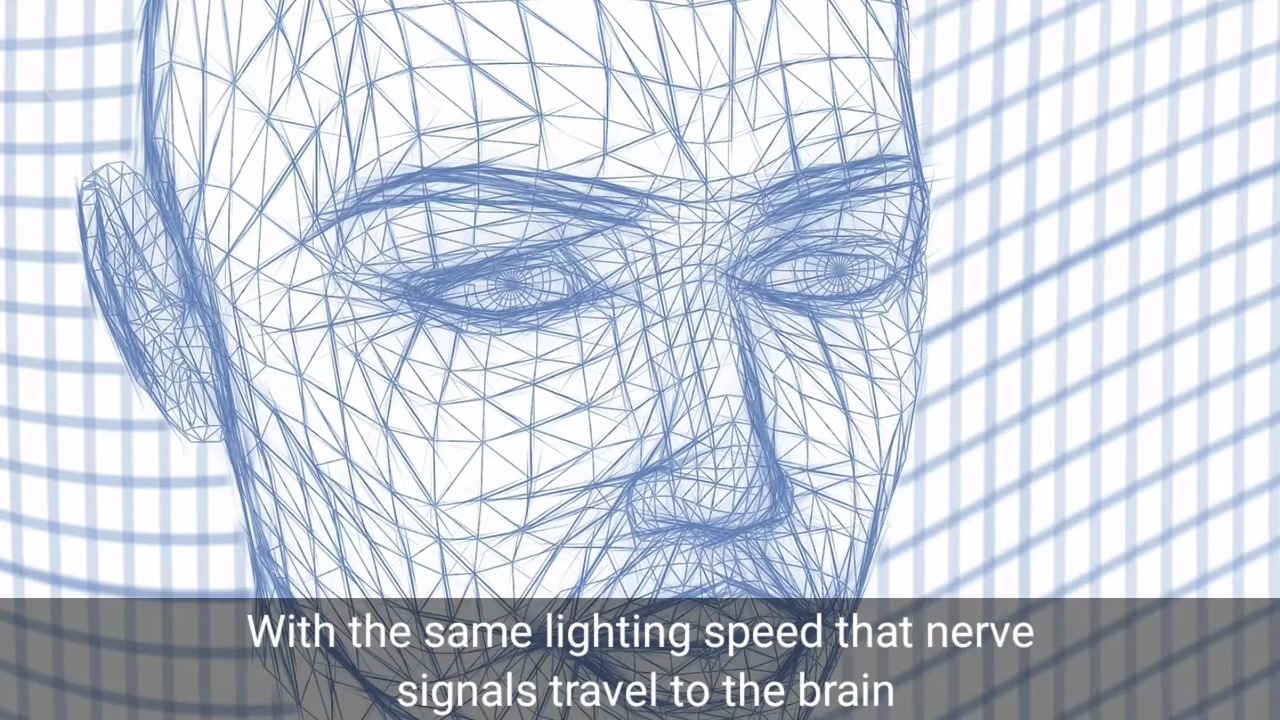 With the same lighting speed that nerve
signals travel to the brain